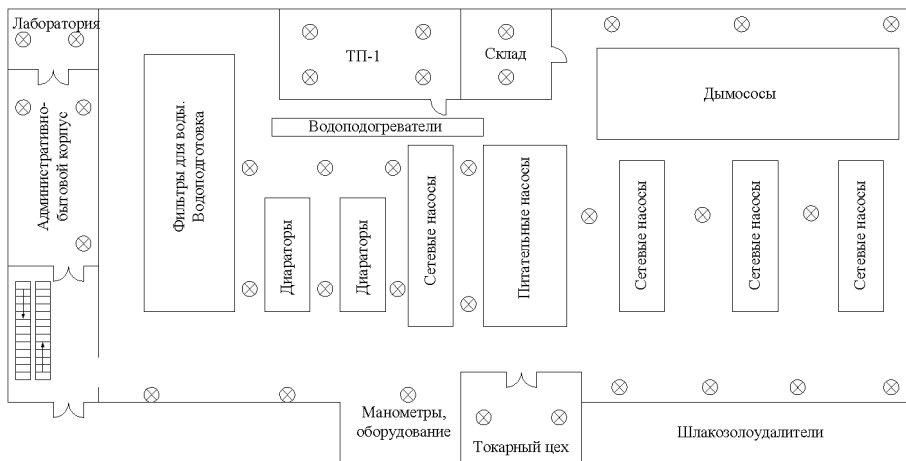 Лаборатория
ТП-1
Склад
Дымососы
Водоподогреватели
Административно-
бытовой корпус
Фильтры для воды.
Водоподготовка
Диараторы
Диараторы
Сетевые насосы
Питательные насосы
Сетевые насосы
Сетевые насосы
Сетевые насосы
Манометры,
оборудование
Токарный цех
Шлакозолоудалители